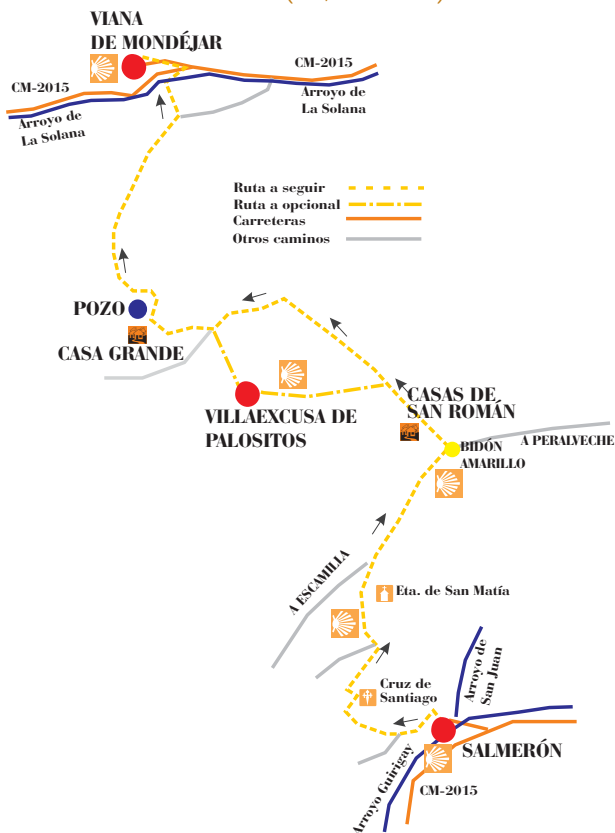 VIANA
DE MONDÉJAR
CM-2015
CM-2015
Arroyo de
La Solana
Arroyo de
La Solana
Ruta a seguir
Ruta a opcional
Carreteras
Otros caminos
POZO
CASA GRANDE
VILLAEXCUSA DE
PALOSITOS
CASAS DE
SAN ROMÁN
A PERALVECHE
BIDÓN
AMARILLO
A ESCAMILLA
Eta. de San Matía
Cruz de
Santiago
Arroyo de
San Juan
SALMERÓN
Arroyo Guirigay
CM-2015